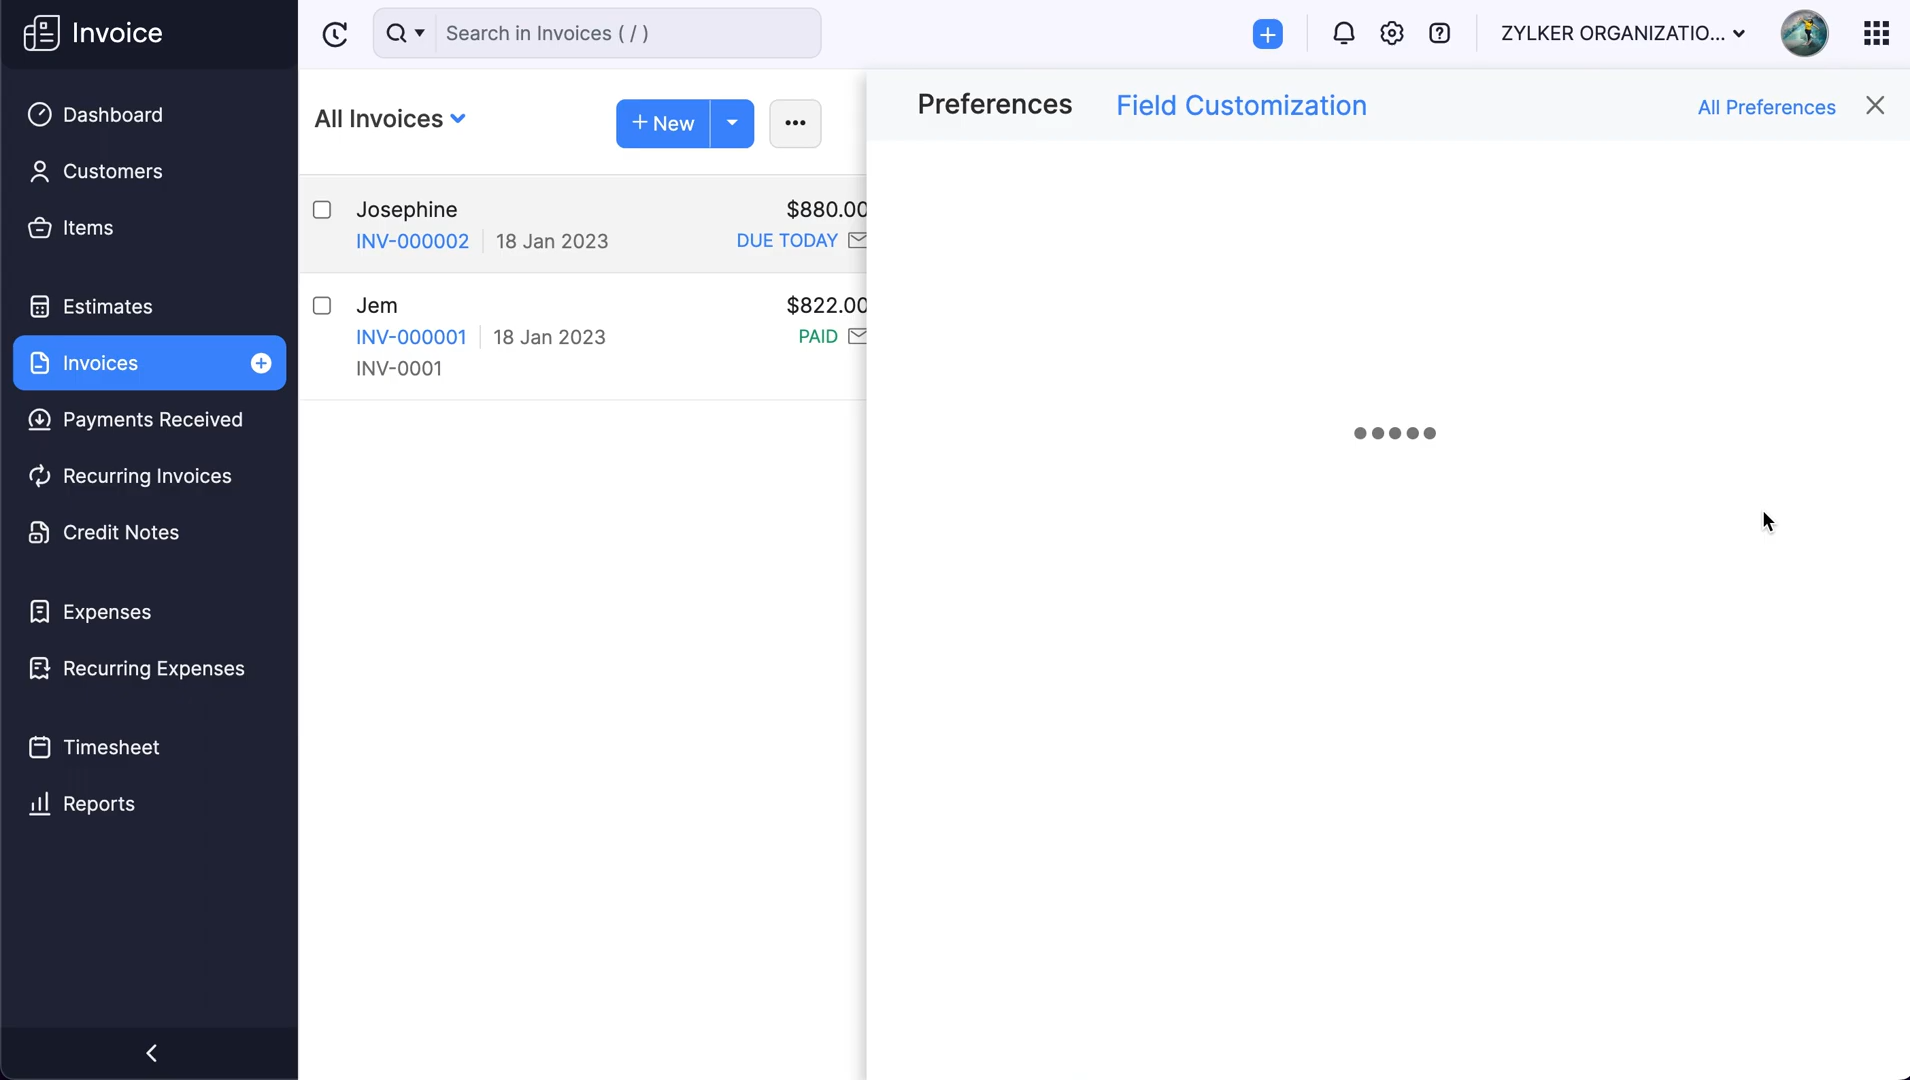 Invoice
Search in Invoices ( / )
ZYLKER ORGANIZATIO...
Dashboard
Customers
Items
Estimates
Invoices
Payments Received
Recurring Invoices
Credit Notes
Expenses
Recurring Expenses
Timesheet
Reports
All Invoices
+ New
Josephine $880.00
INV-000002 18 Jan 2023 DUE TODAY
Jem $822.00
INV-000001 18 Jan 2023 PAID
INV-0001
Preferences Field Customization All Preferences